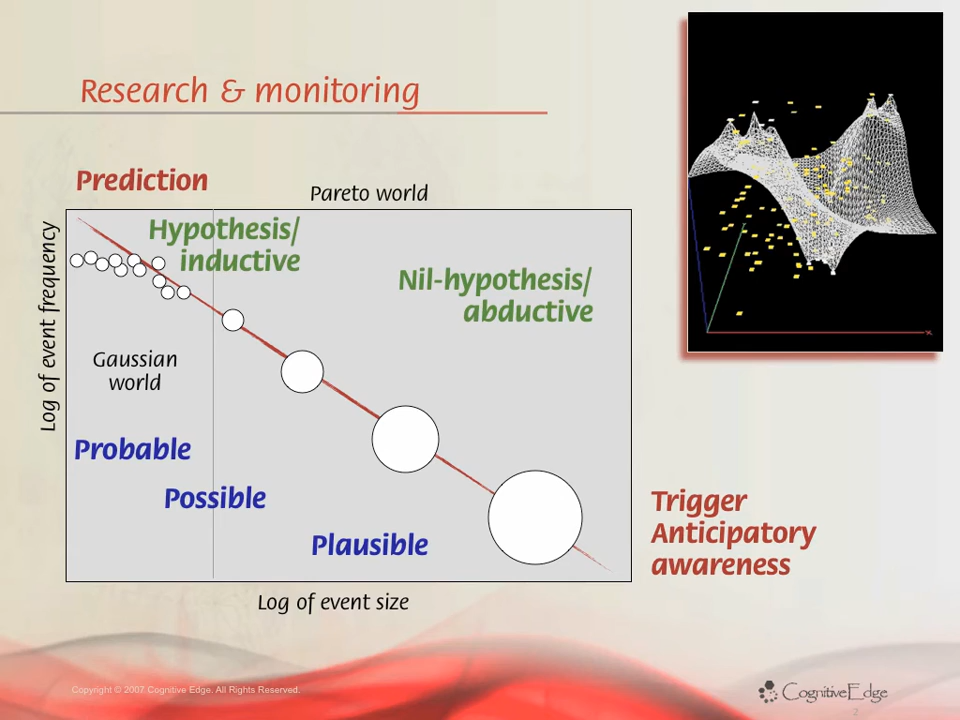 Research & monitoring
Prediction
Pareto world
Hypothesis/
inductive
Nil-hypothesis/
abductive
Log of event frequency
Gaussian
world
Probable
Possible
Plausible
Trigger
Anticipatory
awareness
Log of event size
Copyright © 2007 Cognitive Edge. All Rights Reserved.
CognitiveEdge
2